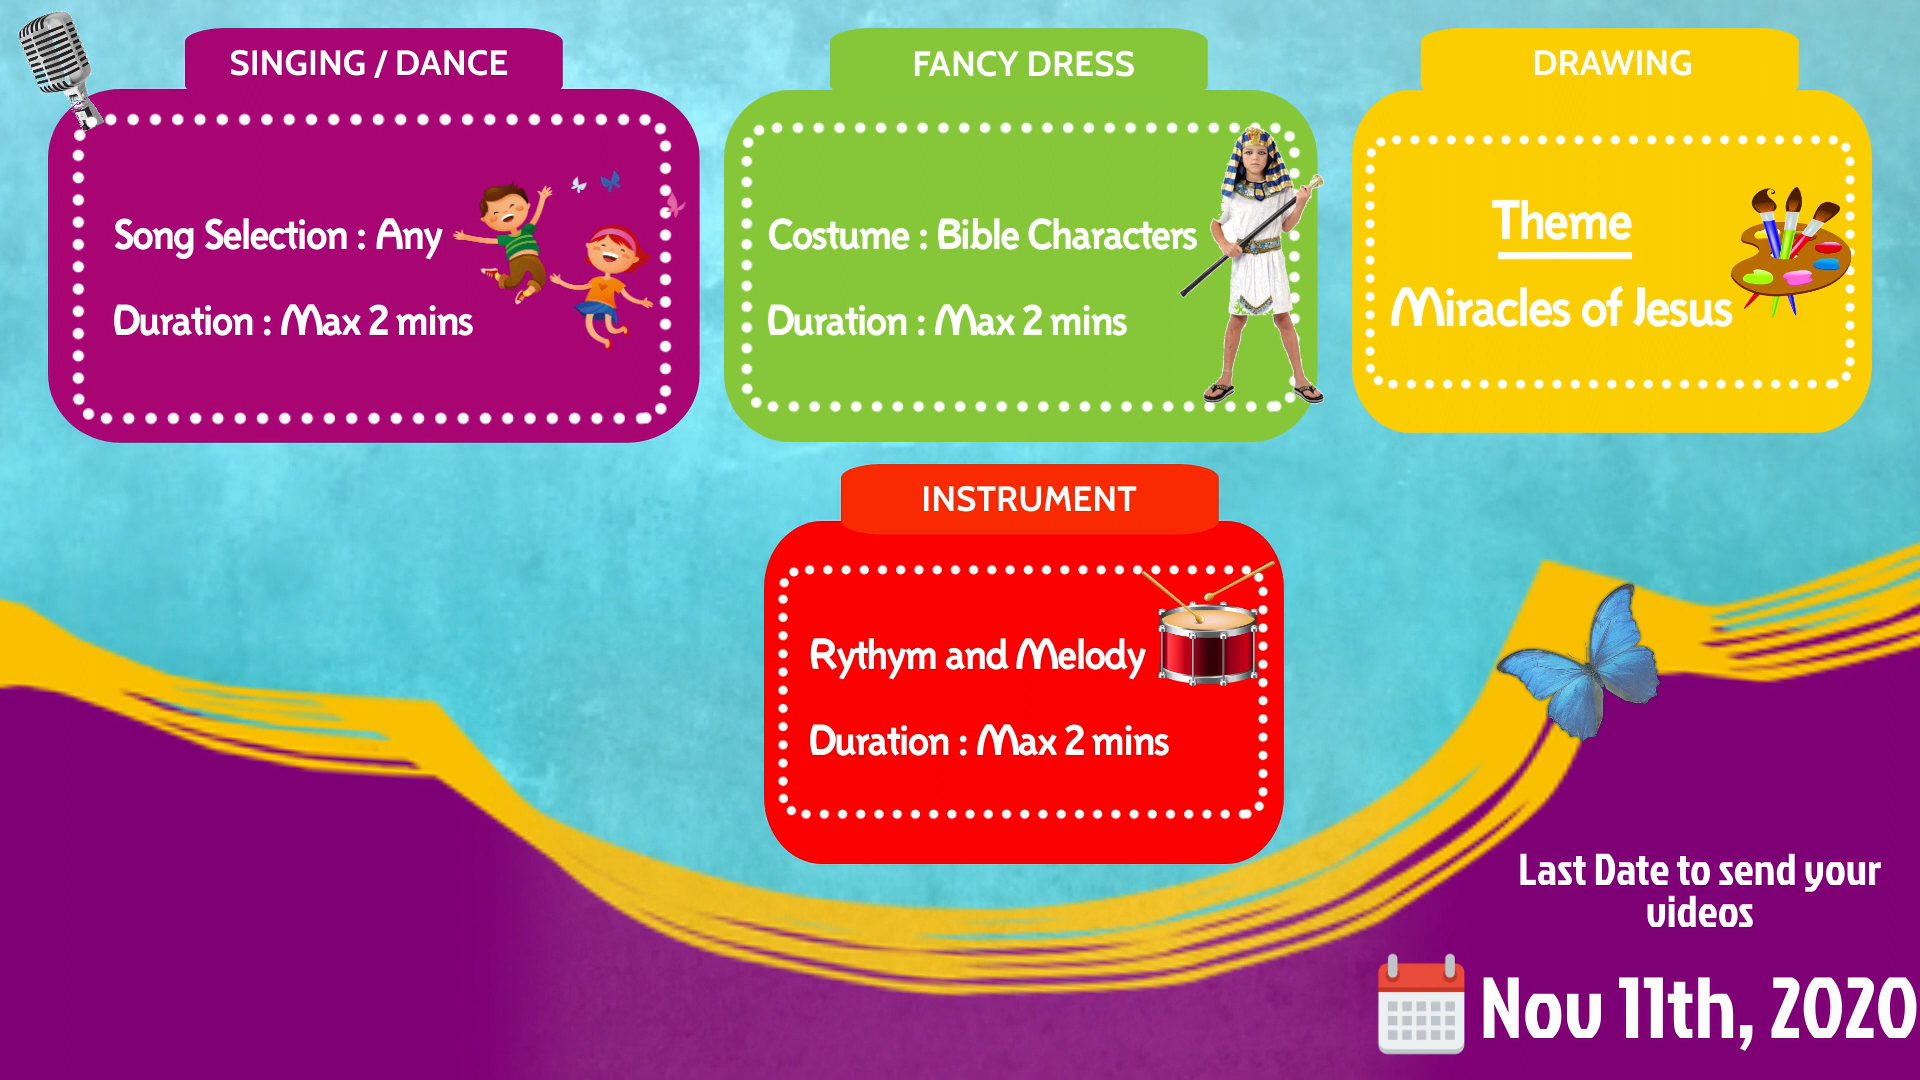 SINGING / DANCE
Song Selection : Any
Duration : Max 2 mins
FANCY DRESS
Costume : Bible Characters
Duration : Max 2 mins
DRAWING
Theme
Miracles of Jesus
INSTRUMENT
Rythym and Melody
Duration : Max 2 mins
Last Date to send your
videos
Nov 11th, 2020